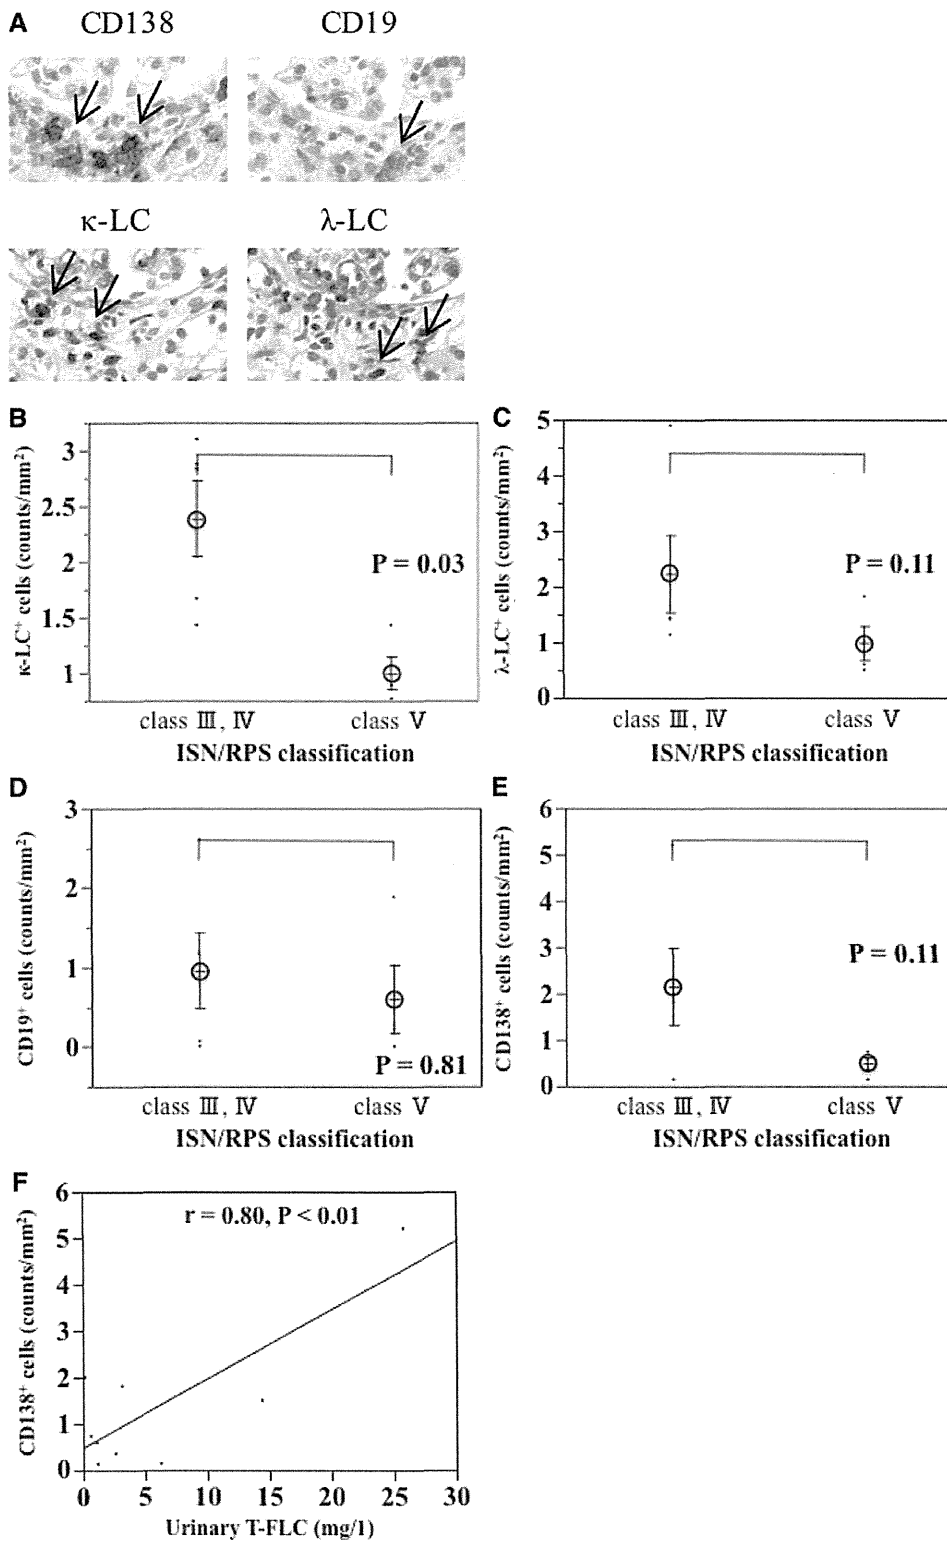 A
CD138
CD19
κ-LC
λ-LC
B
κ-LC⁺ cells (counts/mm²)
3
2.5
2
1.5
1
P = 0.03
class Ⅲ, Ⅳ
class Ⅴ
ISN/RPS classification
C
λ-LC⁺ cells (counts/mm²)
5
4
3
2
1
0
P = 0.11
class Ⅲ, Ⅳ
class Ⅴ
ISN/RPS classification
D
CD19⁺ cells (counts/mm²)
3
2
1
0
P = 0.81
class Ⅲ, Ⅳ
class Ⅴ
ISN/RPS classification
E
CD138⁺ cells (counts/mm²)
6
5
4
3
2
1
0
P = 0.11
class Ⅲ, Ⅳ
class Ⅴ
ISN/RPS classification
F
CD138⁺ cells (counts/mm²)
6
5
4
3
2
1
0
r = 0.80, P < 0.01
0 5 10 15 20 25 30
Urinary T-FLC (mg/l)